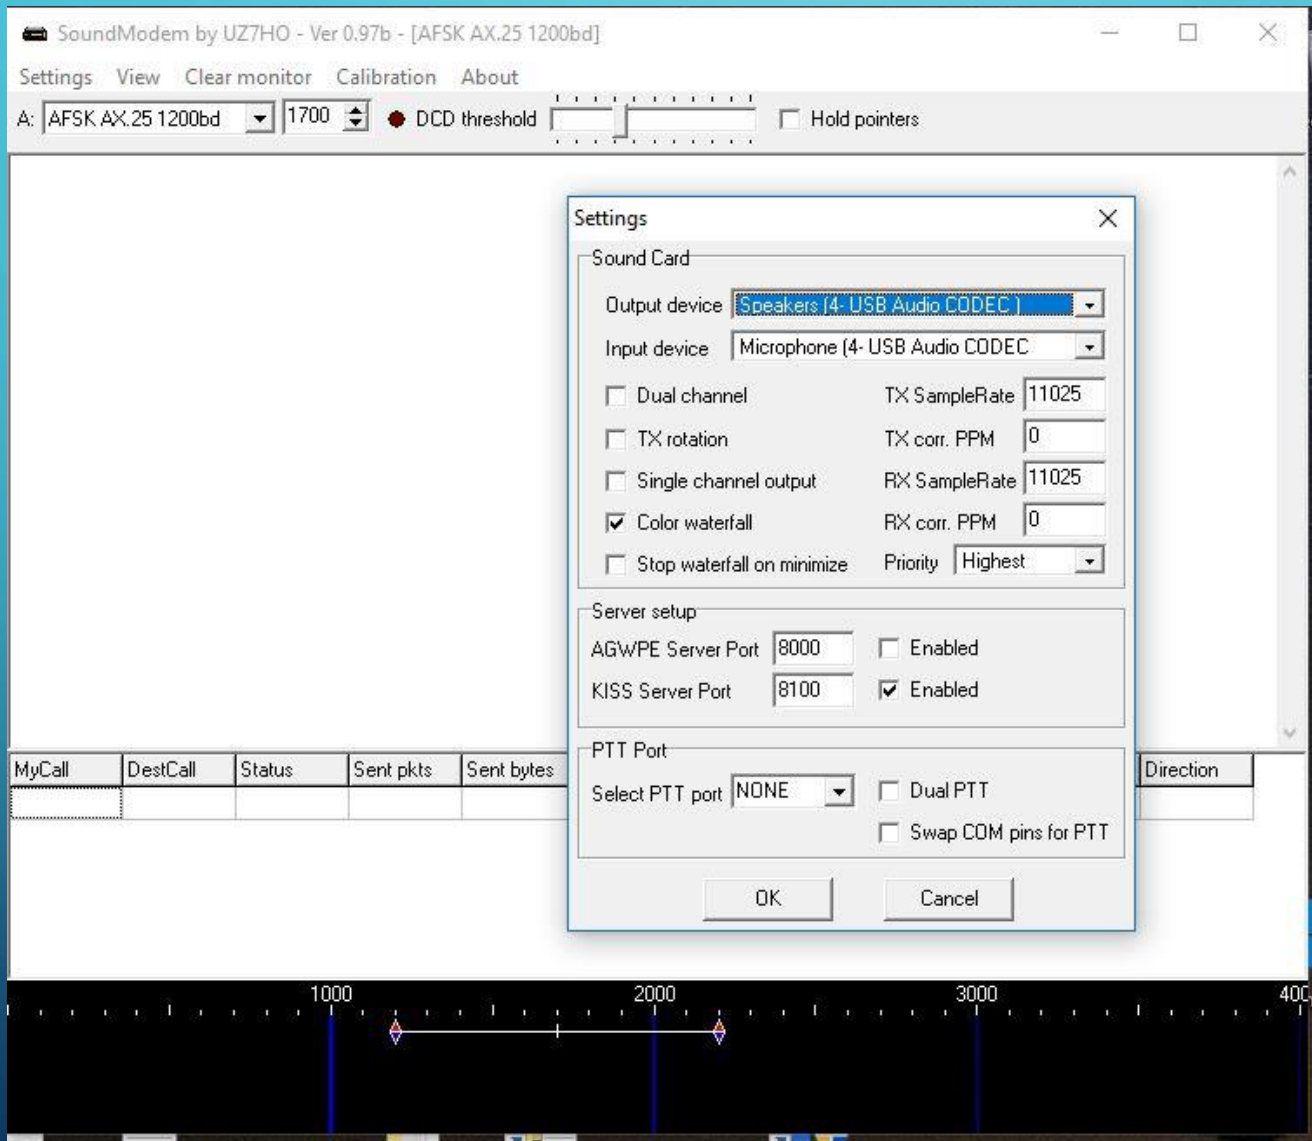 SoundModem by UZ7HO - Ver 0.97b - [AFSK AX.25 1200bd]
Settings View Clear monitor Calibration About
A: AFSK AX.25 1200bd 1700 DCD threshold Hold pointers
Settings
Sound Card
Output device Speakers (4- USB Audio CODEC )
Input device Microphone (4- USB Audio CODEC
Dual channel TX SampleRate 11025
TX rotation TX corr. PPM 0
Single channel output RX SampleRate 11025
Color waterfall RX corr. PPM 0
Stop waterfall on minimize Priority Highest
Server setup
AGWPE Server Port 8000 Enabled
KISS Server Port 8100 Enabled
PTT Port
Select PTT port NONE Dual PTT
Swap COM pins for PTT
OK Cancel
MyCall DestCall Status Sent pkts Sent bytes Direction
1000 2000 3000 400